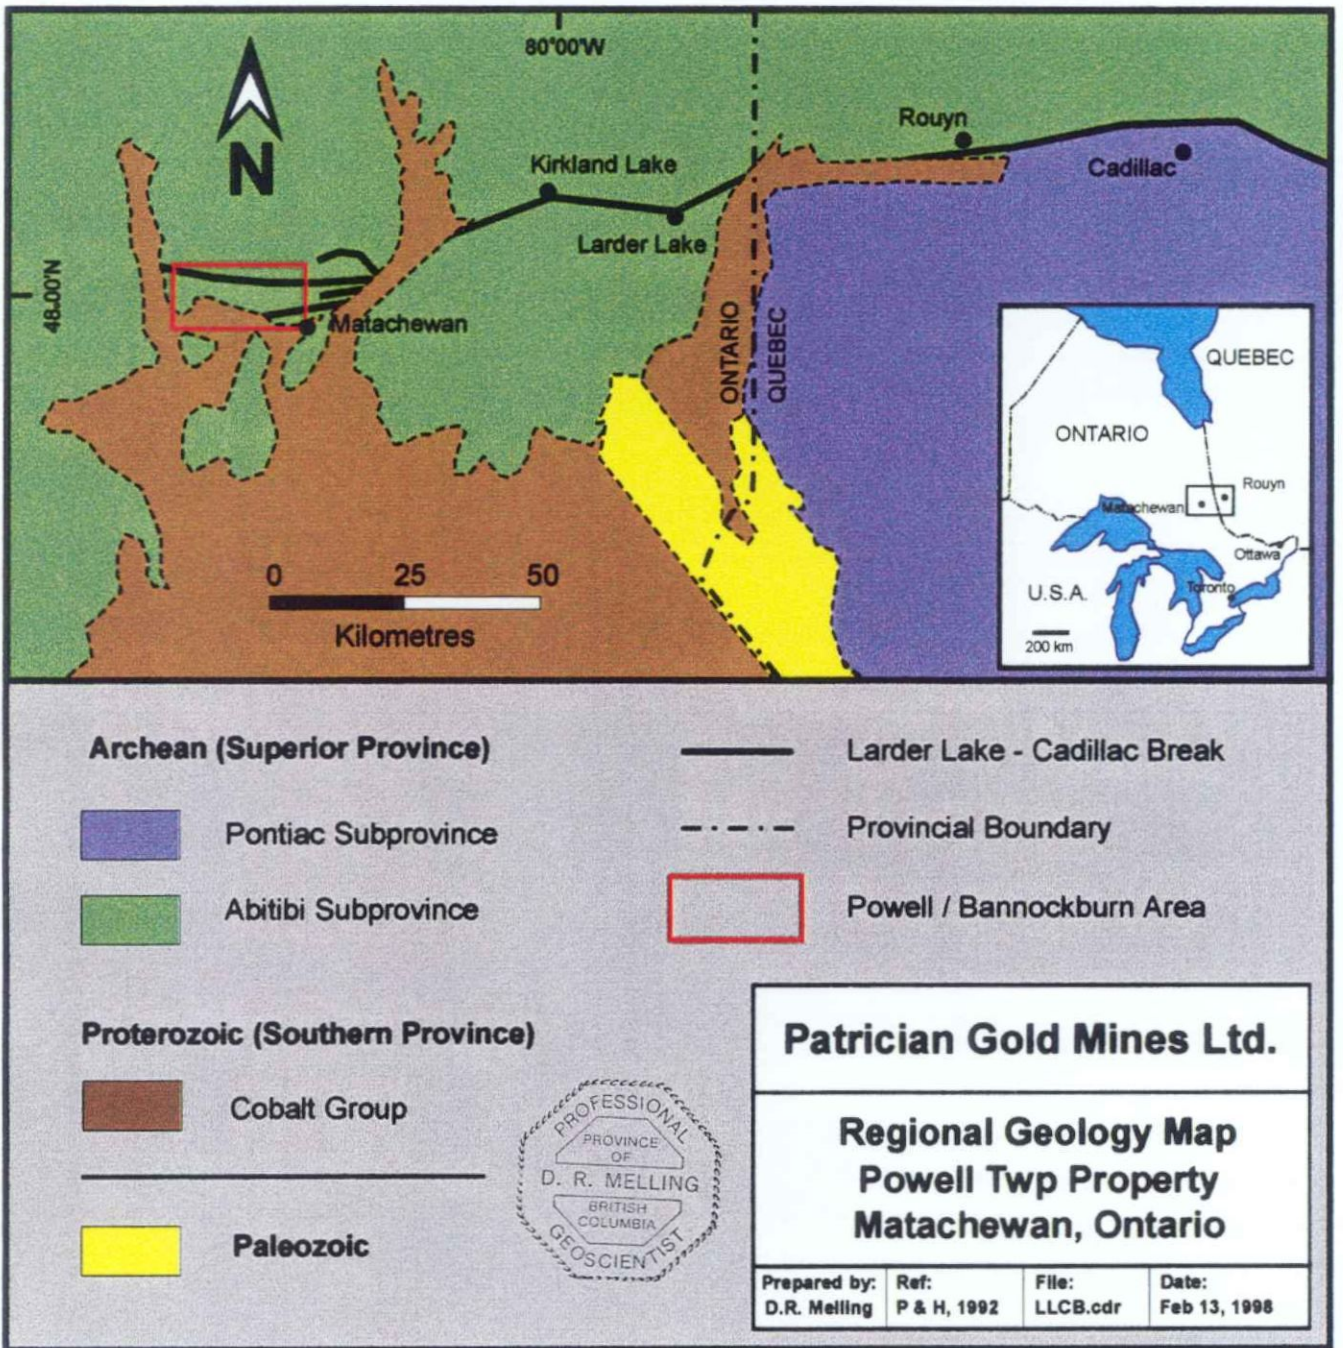 80°00'W
N
Rouyn
Kirkland Lake
Cadillac
Larder Lake
48.00'N
Matachewan
ONTARIO
QUEBEC
QUEBEC
ONTARIO
Rouyn
Matachewan
Ottawa
U.S.A.
Toronto
200 km
0 25 50
Kilometres
Archean (Superior Province)
Larder Lake - Cadillac Break
Pontiac Subprovince
Provincial Boundary
Abitibi Subprovince
Powell / Bannockburn Area
Proterozoic (Southern Province)
Cobalt Group
Paleozoic
PROFESSIONAL
PROVINCE
OF
D. R. MELLING
BRITISH
COLUMBIA
GEOSCIENTIST
Patrician Gold Mines Ltd.
Regional Geology Map
Powell Twp Property
Matachewan, Ontario
Prepared by: Ref: File: Date:
D.R. Melling P & H, 1992 LLCB.cdr Feb 13, 1998